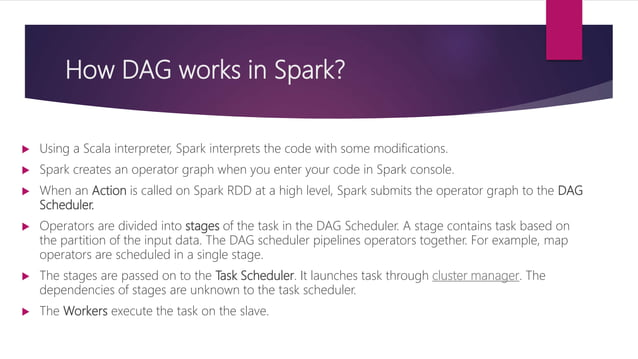 How DAG works in Spark?
Using a Scala interpreter, Spark interprets the code with some modifications.
Spark creates an operator graph when you enter your code in Spark console.
When an Action is called on Spark RDD at a high level, Spark submits the operator graph to the DAG
Scheduler.
Operators are divided into stages of the task in the DAG Scheduler. A stage contains task based on
the partition of the input data. The DAG scheduler pipelines operators together. For example, map
operators are scheduled in a single stage.
The stages are passed on to the Task Scheduler. It launches task through cluster manager. The
dependencies of stages are unknown to the task scheduler.
The Workers execute the task on the slave.